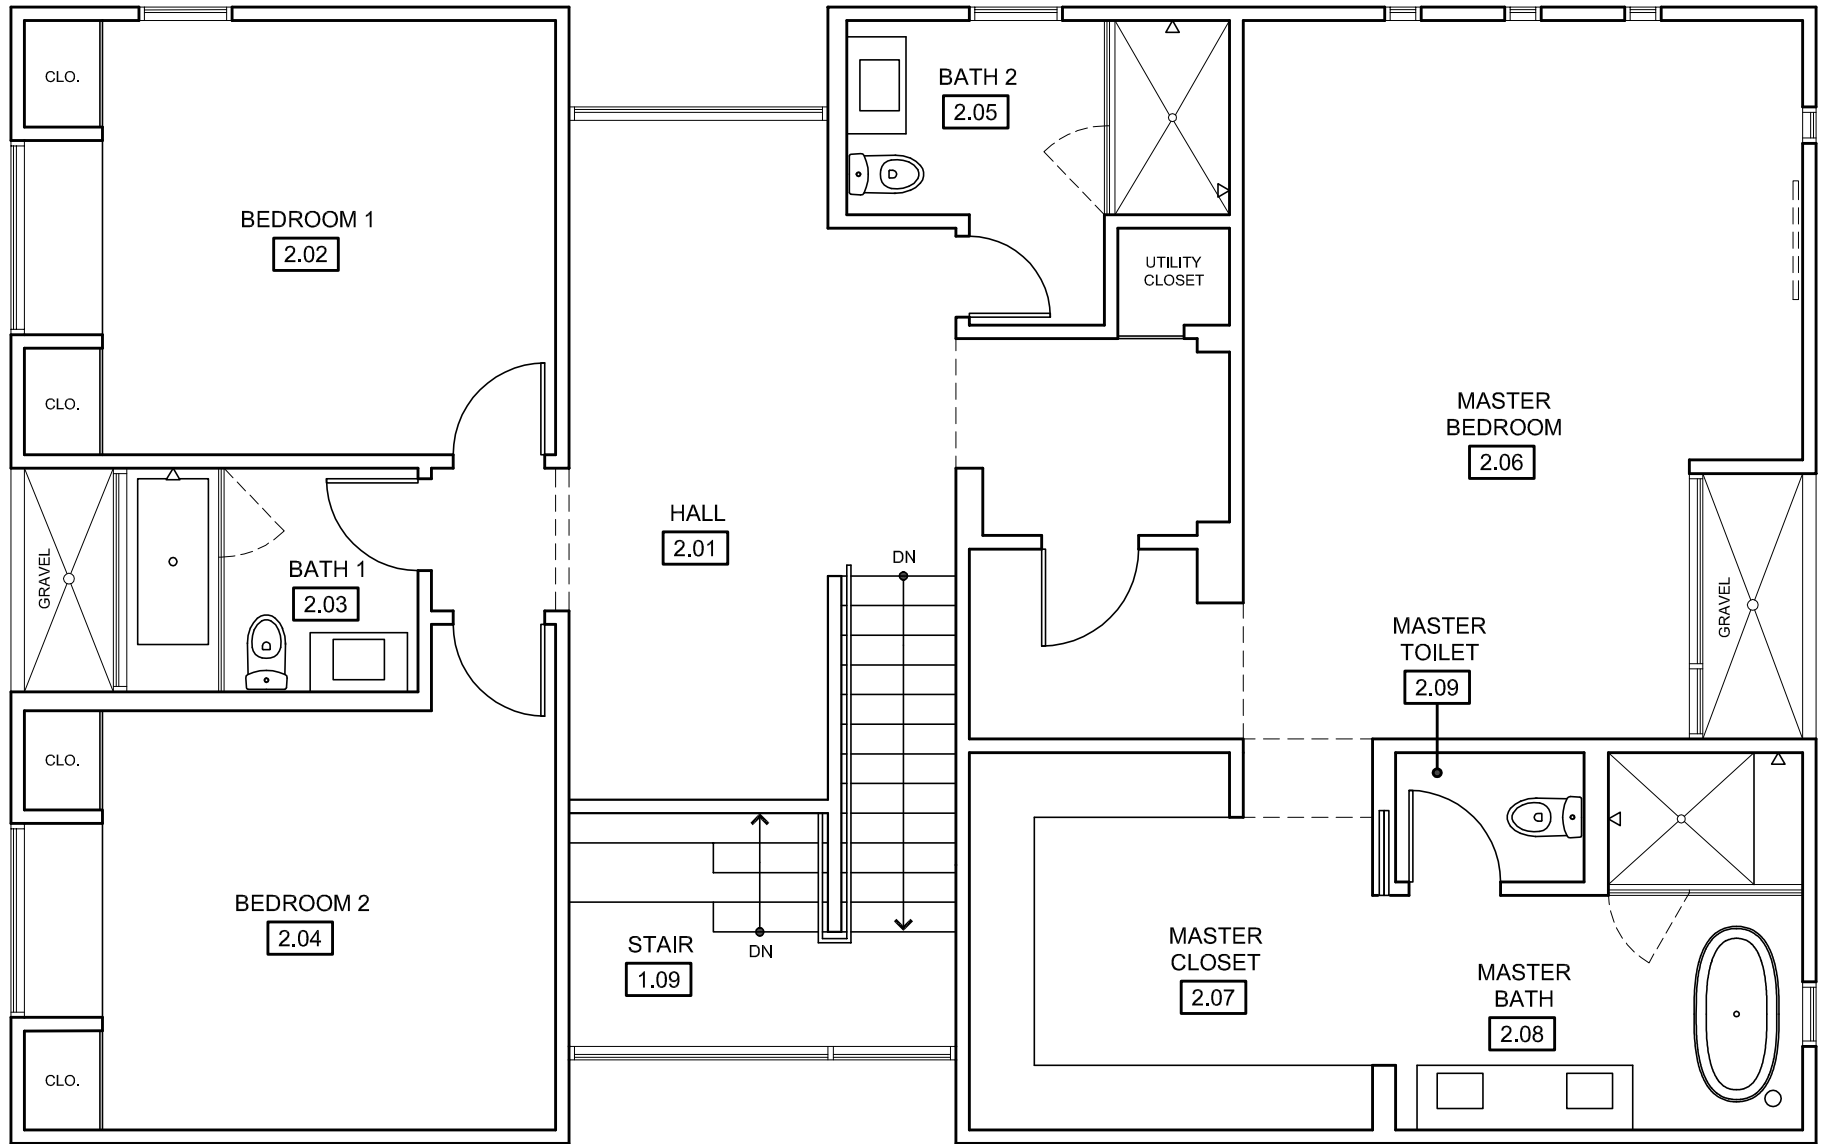 CLO.
BATH 2
2.05
BEDROOM 1
2.02
UTILITY
CLOSET
CLO.
MASTER
BEDROOM
2.06
HALL
2.01
DN
GRAVEL
BATH 1
2.03
GRAVEL
MASTER
TOILET
2.09
CLO.
BEDROOM 2
2.04
STAIR
1.09
DN
MASTER
CLOSET
2.07
MASTER
BATH
2.08
CLO.